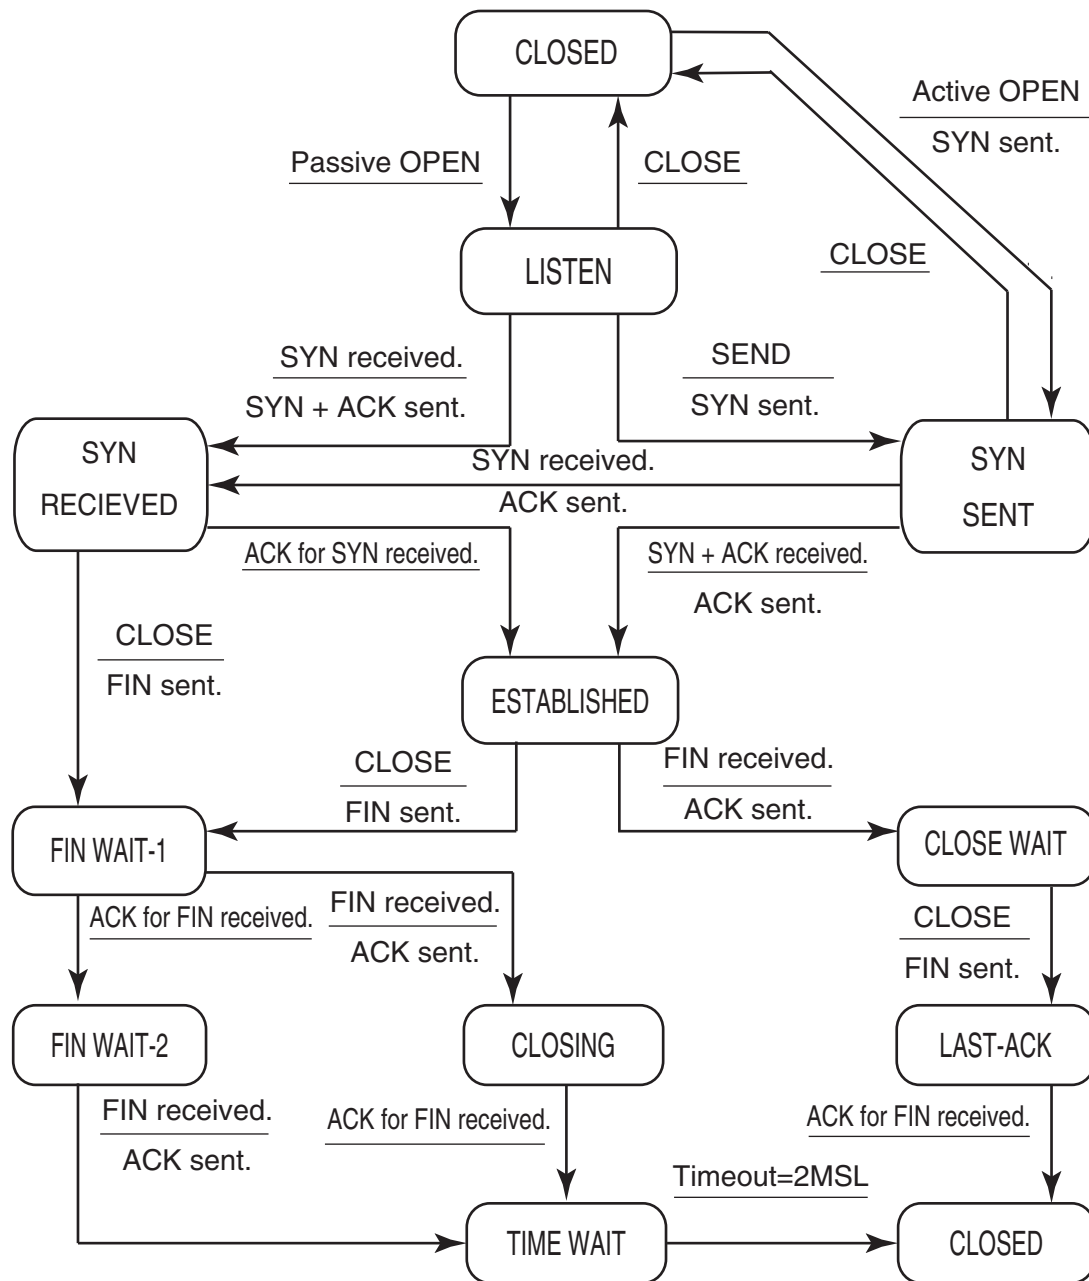 CLOSED
Active OPEN
SYN sent.
Passive OPEN
CLOSE
CLOSE
LISTEN
SYN received.
SYN + ACK sent.
SEND
SYN sent.
SYN
RECIEVED
SYN received.
ACK sent.
SYN
SENT
ACK for SYN received.
SYN + ACK received.
ACK sent.
CLOSE
FIN sent.
ESTABLISHED
CLOSE
FIN sent.
FIN received.
ACK sent.
FIN WAIT-1
CLOSE WAIT
ACK for FIN received.
FIN received.
ACK sent.
CLOSE
FIN sent.
FIN WAIT-2
CLOSING
LAST-ACK
FIN received.
ACK sent.
ACK for FIN received.
ACK for FIN received.
Timeout=2MSL
TIME WAIT
CLOSED